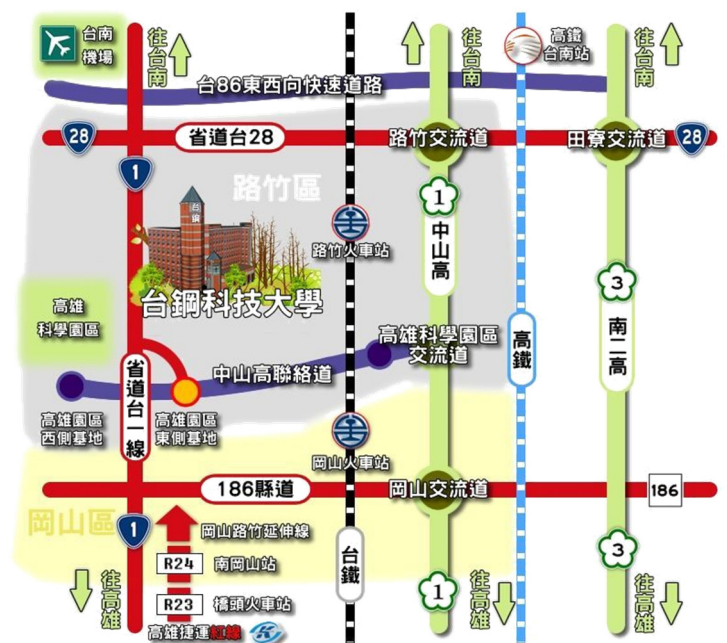 台南
機場
往台南
往台南
高鐵
台南站
往台南
台86東西向快速道路
28
省道台28
路竹交流道
田寮交流道
28
1
路竹區
台鋼
1
中山高
路竹火車站
台鋼科技大學
高雄
科學園區
3
南二高
高雄科學園區
交流道
高鐵
中山高聯絡道
省道台一線
高雄園區
西側基地
高雄園區
東側基地
岡山火車站
186縣道
岡山交流道
186
岡山區
1
岡山路竹延伸線
R24
南岡山站
台鐵
3
1
往高雄
往高雄
往高雄
R23
橋頭火車站
高雄捷運紅線